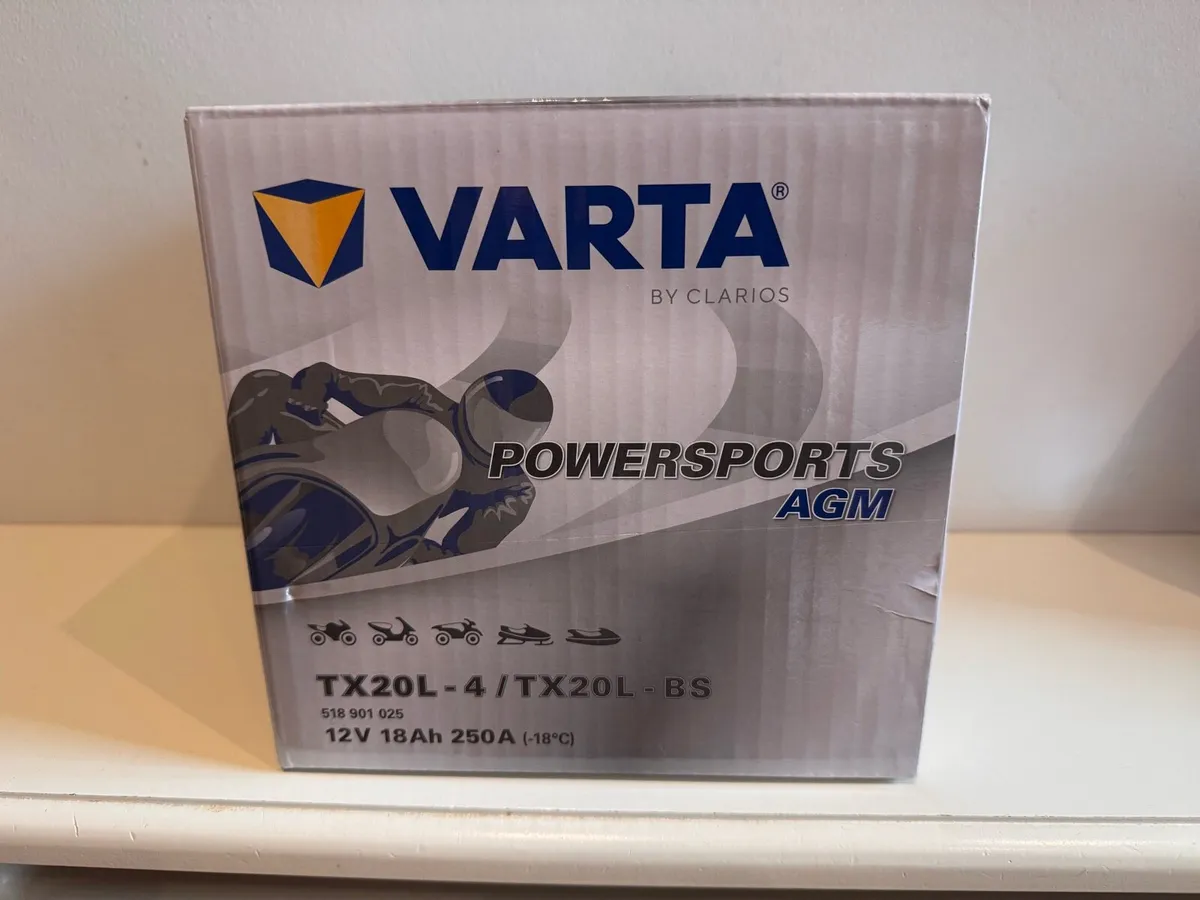 VARTA®
BY CLARIOS
POWERSPORTS
AGM
TX20L-4 / TX20L-BS
518 901 025
12V 18Ah 250A (-18°C)